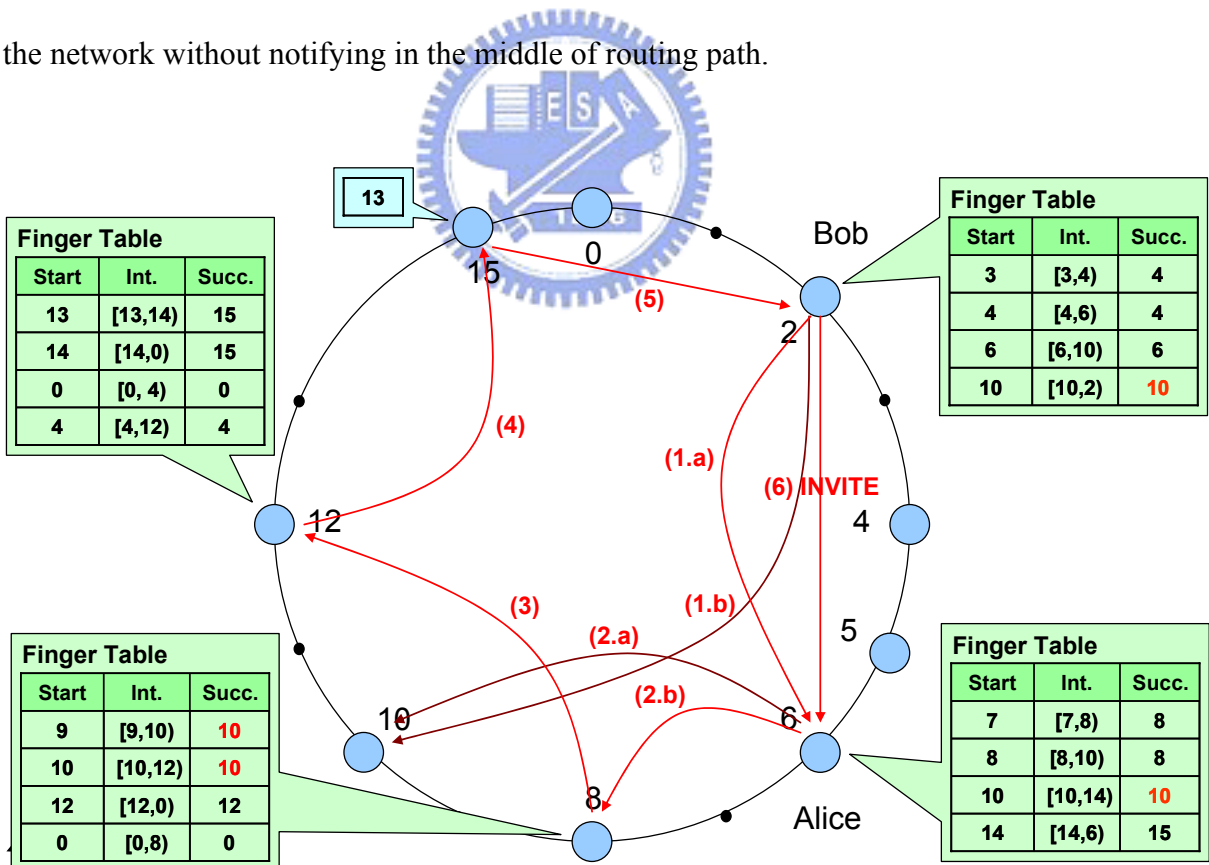 the network without notifying in the middle of routing path.
E S A
13
Bob
Finger Table
Start Int. Succ.
3 [3,4) 4
4 [4,6) 4
6 [6,10) 6
10 [10,2) 10
Finger Table
Start Int. Succ.
13 [13,14) 15
14 [14,0) 15
0 [0, 4) 0
4 [4,12) 4
0
15
(5)
2
(4)
(1.a)
(6) INVITE
12
4
(3)
(1.b)
(2.a)
5
Finger Table
Start Int. Succ.
9 [9,10) 10
10 [10,12) 10
12 [12,0) 12
0 [0,8) 0
10
(2.b)
6
8
Alice
Finger Table
Start Int. Succ.
7 [7,8) 8
8 [8,10) 8
10 [10,14) 10
14 [14,6) 15